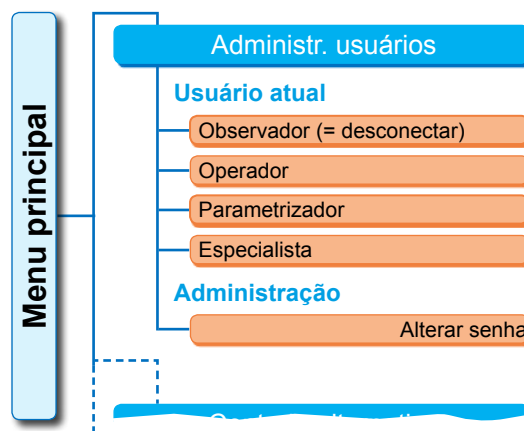 Menu principal
Administr. usuários
Usuário atual
Observador (= desconectar)
Operador
Parametrizador
Especialista
Administração
Alterar senha